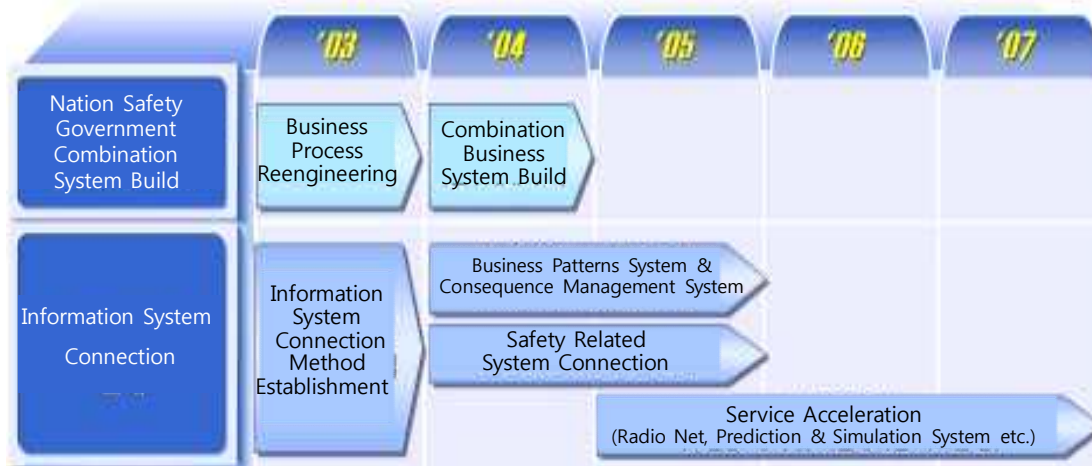 '03
'04
'05
'06
'07
Nation Safety
Government
Combination
System Build
Business
Process
Reengineering
Combination
Business
System Build
Information System
Connection
Information
System
Connection
Method
Establishment
Business Patterns System &
Consequence Management System
Safety Related
System Connection
Service Acceleration
(Radio Net, Prediction & Simulation System etc.)